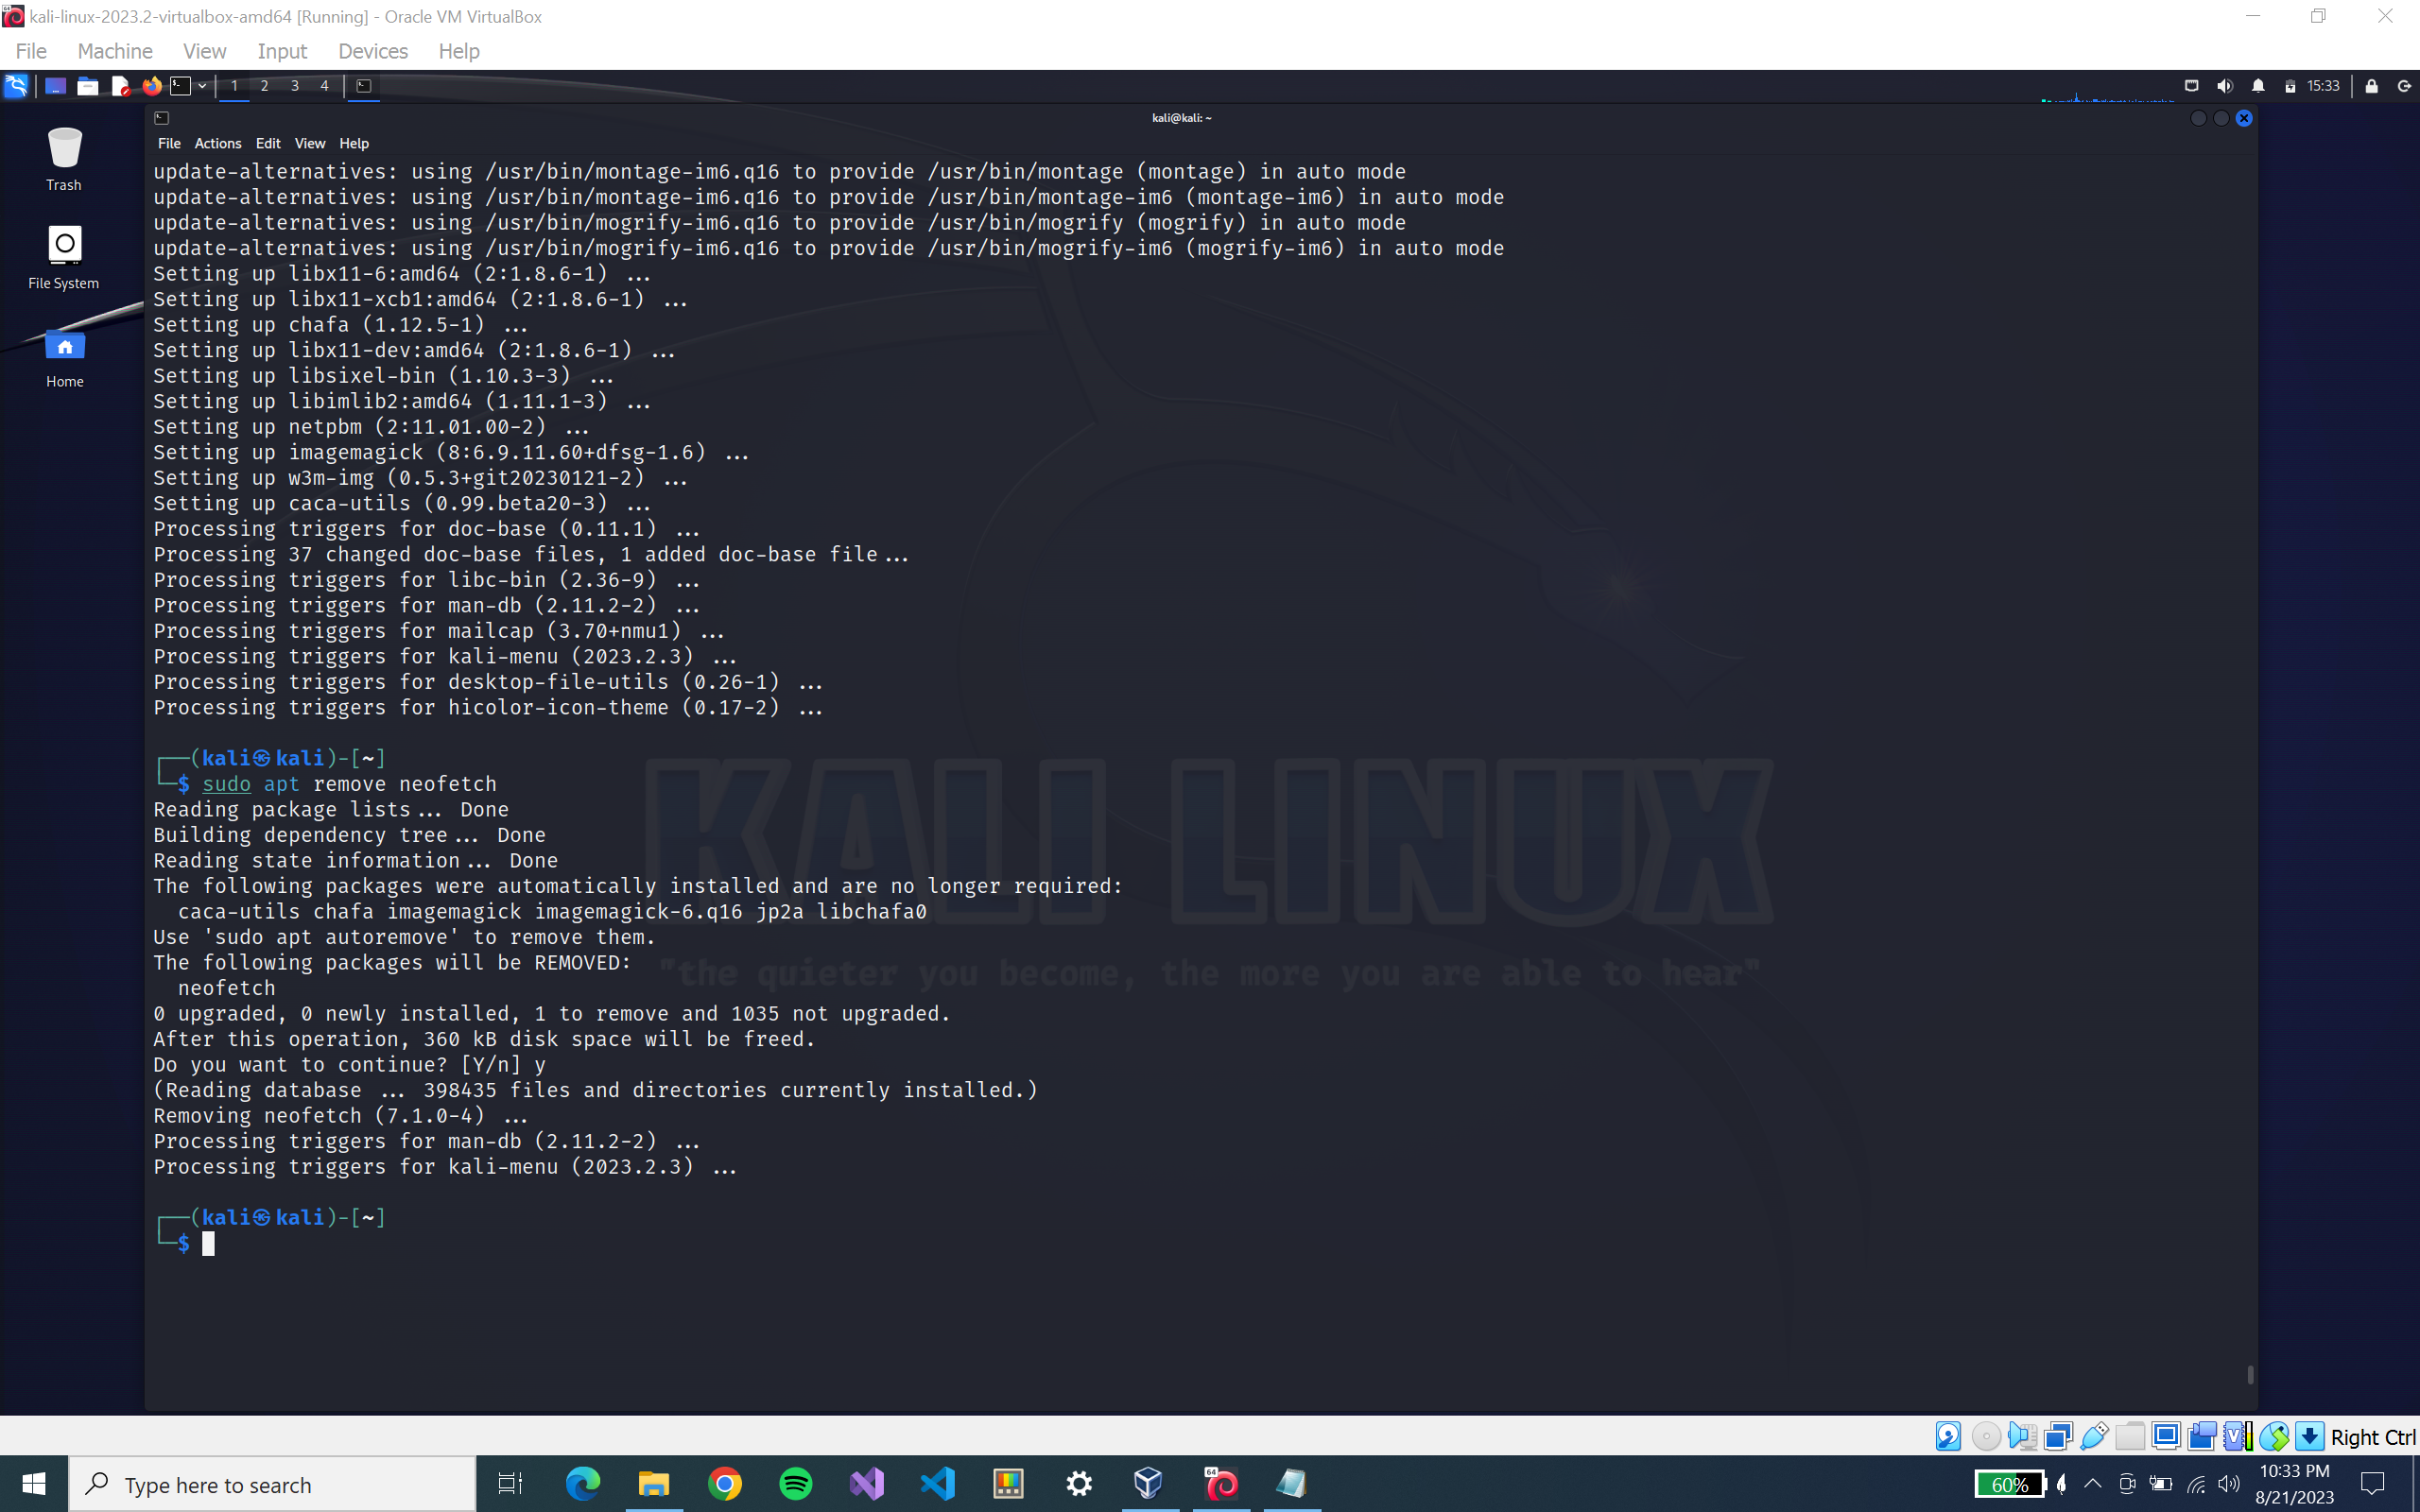 kali-linux-2023.2-virtualbox-amd64 [Running] - Oracle VM VirtualBox
File Machine View Input Devices Help
1 2 3 4
15:33
Trash
File System
Home
kali@kali: ~
File Actions Edit View Help
update-alternatives: using /usr/bin/montage-im6.q16 to provide /usr/bin/montage (montage) in auto mode
update-alternatives: using /usr/bin/montage-im6.q16 to provide /usr/bin/montage-im6 (montage-im6) in auto mode
update-alternatives: using /usr/bin/mogrify-im6.q16 to provide /usr/bin/mogrify (mogrify) in auto mode
update-alternatives: using /usr/bin/mogrify-im6.q16 to provide /usr/bin/mogrify-im6 (mogrify-im6) in auto mode
Setting up libx11-6:amd64 (2:1.8.6-1) ...
Setting up libx11-xcb1:amd64 (2:1.8.6-1) ...
Setting up chafa (1.12.5-1) ...
Setting up libx11-dev:amd64 (2:1.8.6-1) ...
Setting up libsixel-bin (1.10.3-3) ...
Setting up libimlib2:amd64 (1.11.1-3) ...
Setting up netpbm (2:11.01.00-2) ...
Setting up imagemagick (8:6.9.11.60+dfsg-1.6) ...
Setting up w3m-img (0.5.3+git20230121-2) ...
Setting up caca-utils (0.99.beta20-3) ...
Processing triggers for doc-base (0.11.1) ...
Processing 37 changed doc-base files, 1 added doc-base file...
Processing triggers for libc-bin (2.36-9) ...
Processing triggers for man-db (2.11.2-2) ...
Processing triggers for mailcap (3.70+nmu1) ...
Processing triggers for kali-menu (2023.2.3) ...
Processing triggers for desktop-file-utils (0.26-1) ...
Processing triggers for hicolor-icon-theme (0.17-2) ...
┌──(kali㉿kali)-[~]
└─$ sudo apt remove neofetch
Reading package lists... Done
Building dependency tree... Done
Reading state information... Done
The following packages were automatically installed and are no longer required:
caca-utils chafa imagemagick imagemagick-6.q16 jp2a libchafa0
Use 'sudo apt autoremove' to remove them.
The following packages will be REMOVED:
neofetch
0 upgraded, 0 newly installed, 1 to remove and 1035 not upgraded.
After this operation, 360 kB disk space will be freed.
Do you want to continue? [Y/n] y
(Reading database ... 398435 files and directories currently installed.)
Removing neofetch (7.1.0-4) ...
Processing triggers for man-db (2.11.2-2) ...
Processing triggers for kali-menu (2023.2.3) ...
┌──(kali㉿kali)-[~]
└─$
KALI LINUX
"the quieter you become, the more you are able to hear"
Right Ctrl
Type here to search
64
60%
10:33 PM
8/21/2023